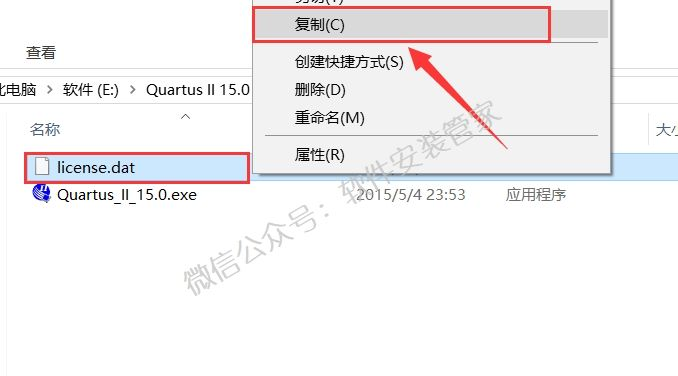 复制(C)
查看
创建快捷方式(S)
此电脑 > 软件 (E:) > Quartus II 15.0
删除(D)
重命名(M)
名称
大小
属性(R)
license.dat
Quartus_II_15.0.exe 2015/5/4 23:53 应用程序
微信公众号：软件安装管家